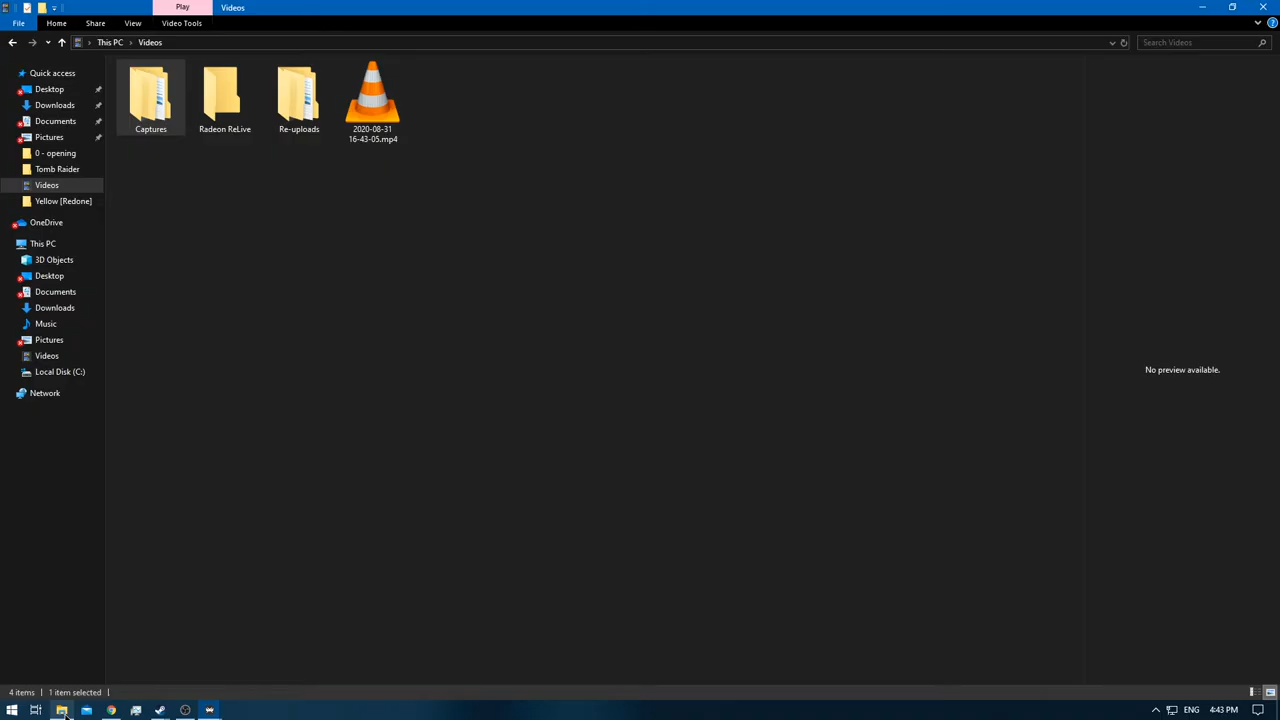 Play
Videos
File
Home
Share
View
Video Tools
This PC
Videos
Search Videos
Quick access
Desktop
Downloads
Documents
Pictures
0 - opening
Tomb Raider
Videos
Yellow [Redone]
OneDrive
This PC
3D Objects
Desktop
Documents
Downloads
Music
Pictures
Videos
Local Disk (C:)
Network
Captures
Radeon ReLive
Re-uploads
2020-08-31
16-43-05.mp4
No preview available.
4 items
1 item selected
ENG
4:43 PM